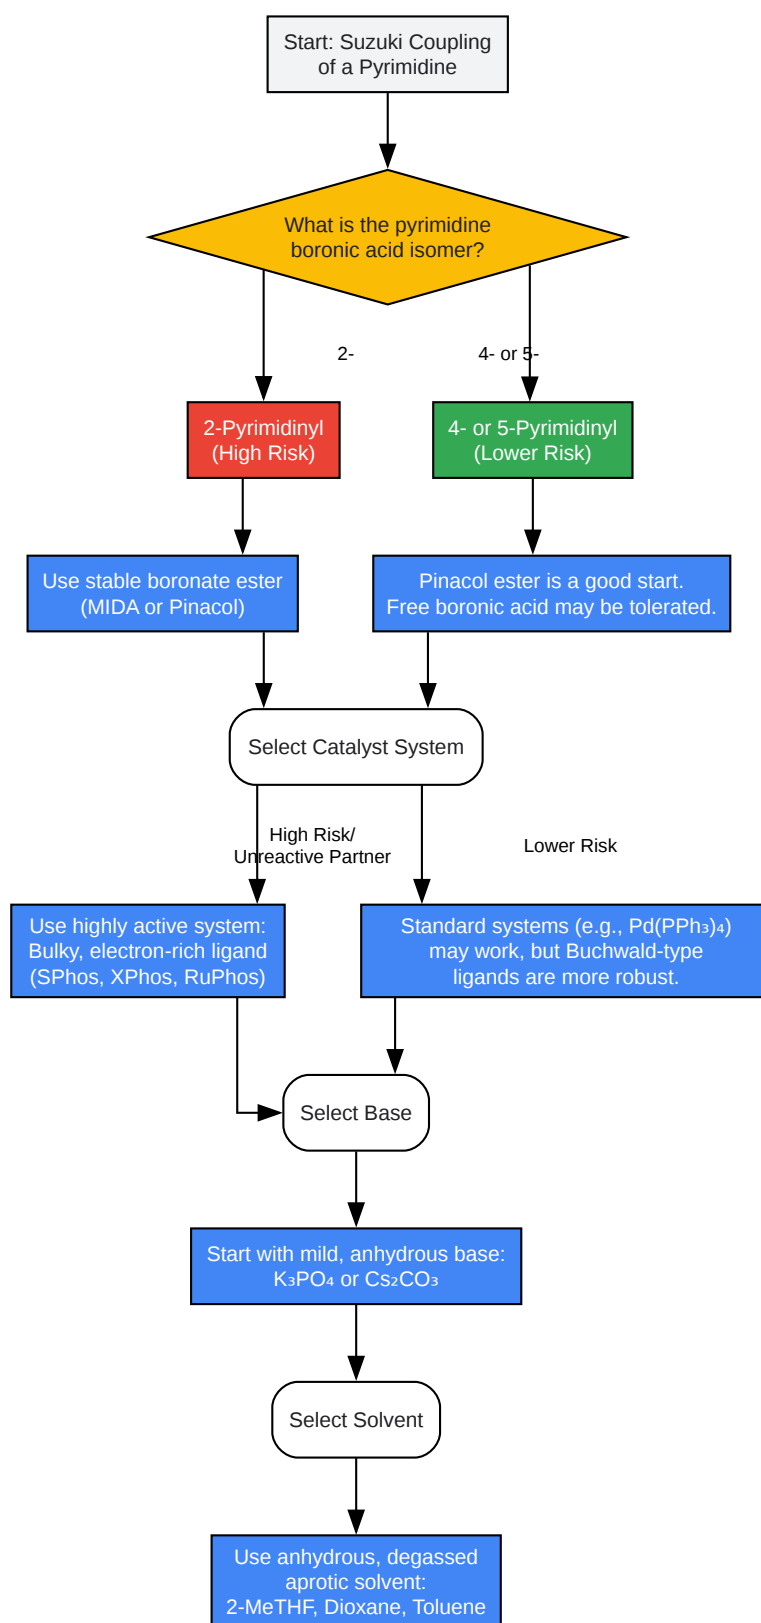 Start: Suzuki Coupling
of a Pyrimidine
What is the pyrimidine
boronic acid isomer?
2-
4- or 5-
2-Pyrimidinyl
(High Risk)
4- or 5-Pyrimidinyl
(Lower Risk)
Use stable boronate ester
(MIDA or Pinacol)
Pinacol ester is a good start.
Free boronic acid may be tolerated.
Select Catalyst System
High Risk/
Unreactive Partner
Lower Risk
Use highly active system:
Bulky, electron-rich ligand
(SPhos, XPhos, RuPhos)
Standard systems (e.g., Pd(PPh₃)₄)
may work, but Buchwald-type
ligands are more robust.
Select Base
Start with mild, anhydrous base:
K₃PO₄ or Cs₂CO₃
Select Solvent
Use anhydrous, degassed
aprotic solvent:
2-MeTHF, Dioxane, Toluene